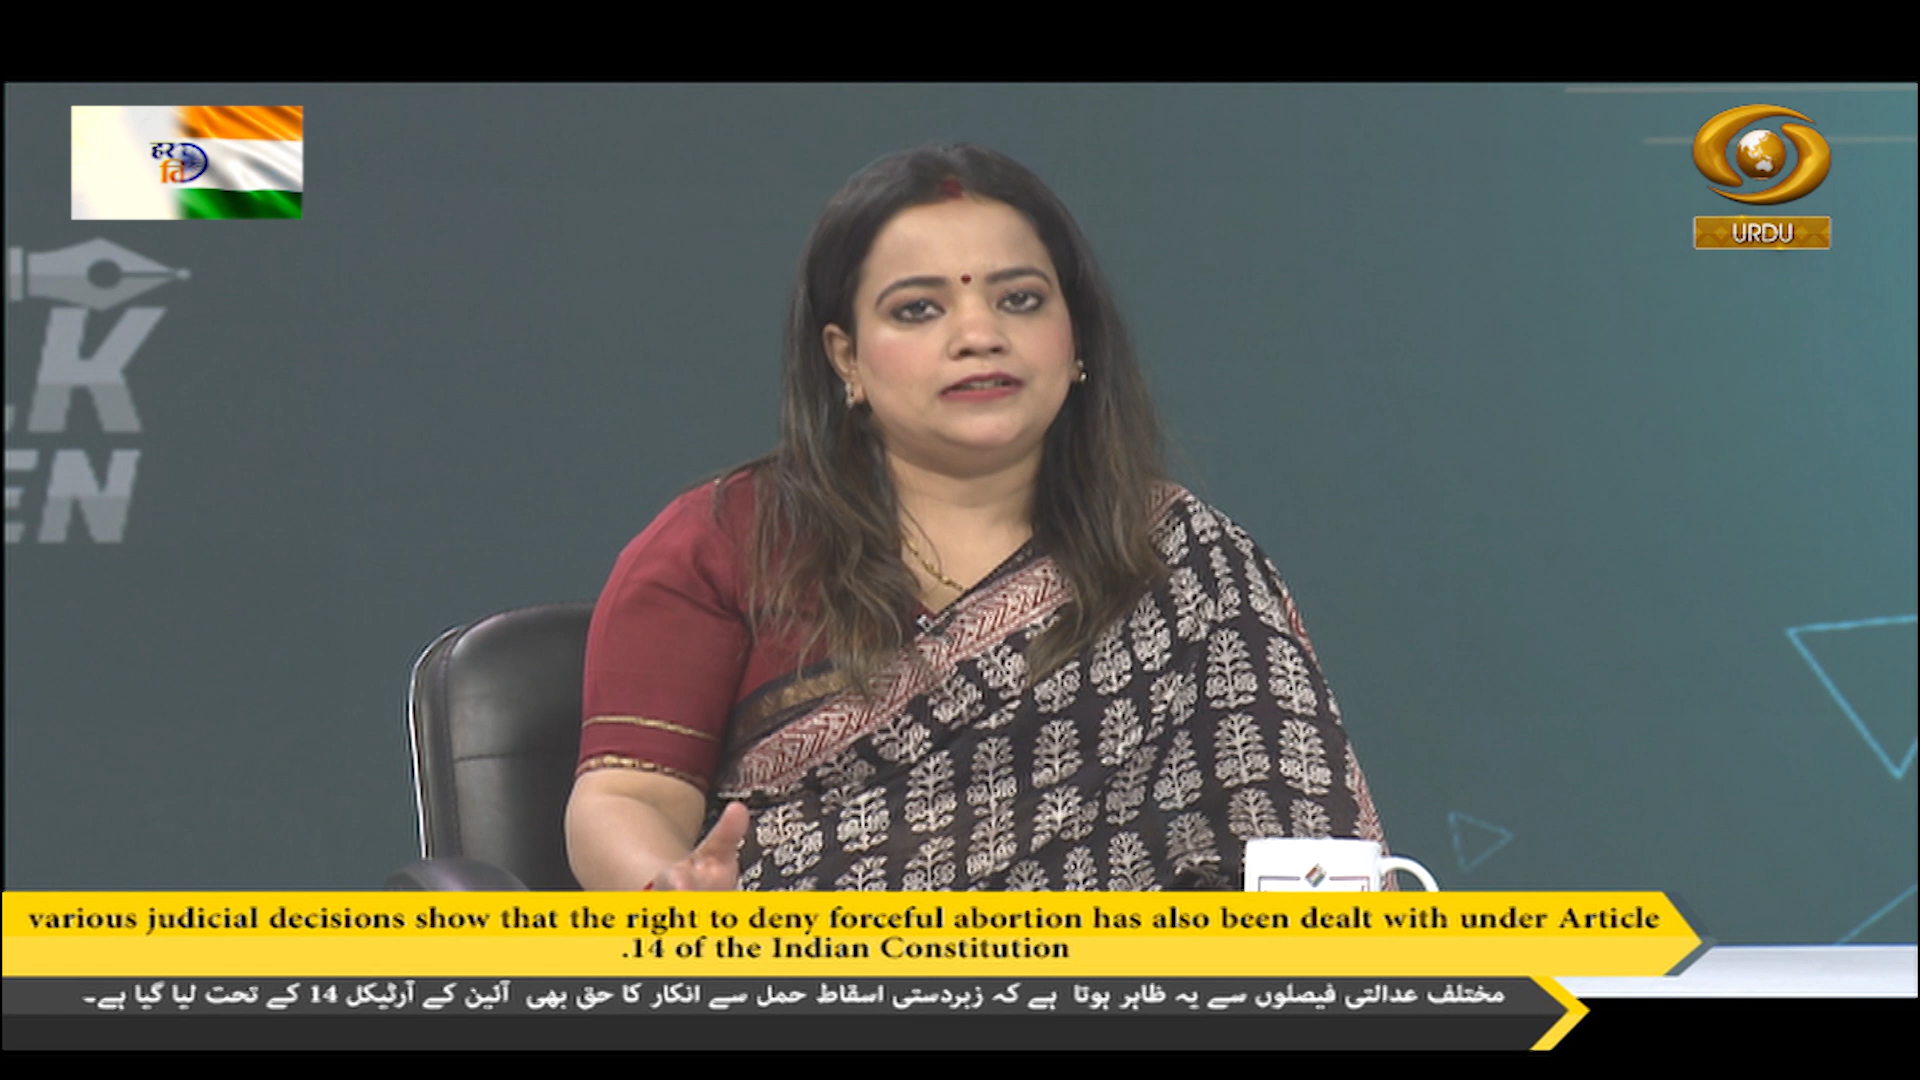 हर
ति
URDU
LK
EN
various judicial decisions show that the right to deny forceful abortion has also been dealt with under Article
.14 of the Indian Constitution
مختلف عدالتی فیصلوں سے یہ ظاہر ہوتا ہے کہ زبردستی اسقاط حمل سے انکار کا حق بھی آئین کے آرٹیکل 14 کے تحت لیا گیا ہے۔